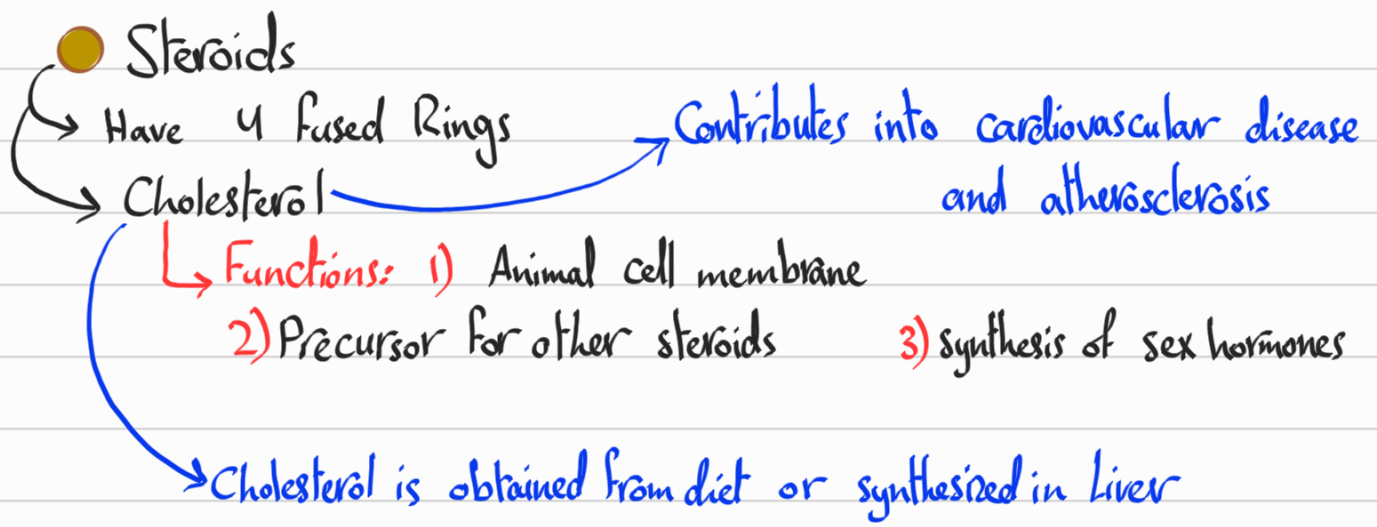 Steroids
Have 4 fused Rings
Contributes into cardiovascular disease
Cholesterol
and atherosclerosis
Functions: 1) Animal cell membrane
2) Precursor for other steroids 3) synthesis of sex hormones
Cholesterol is obtained from diet or synthesized in Liver